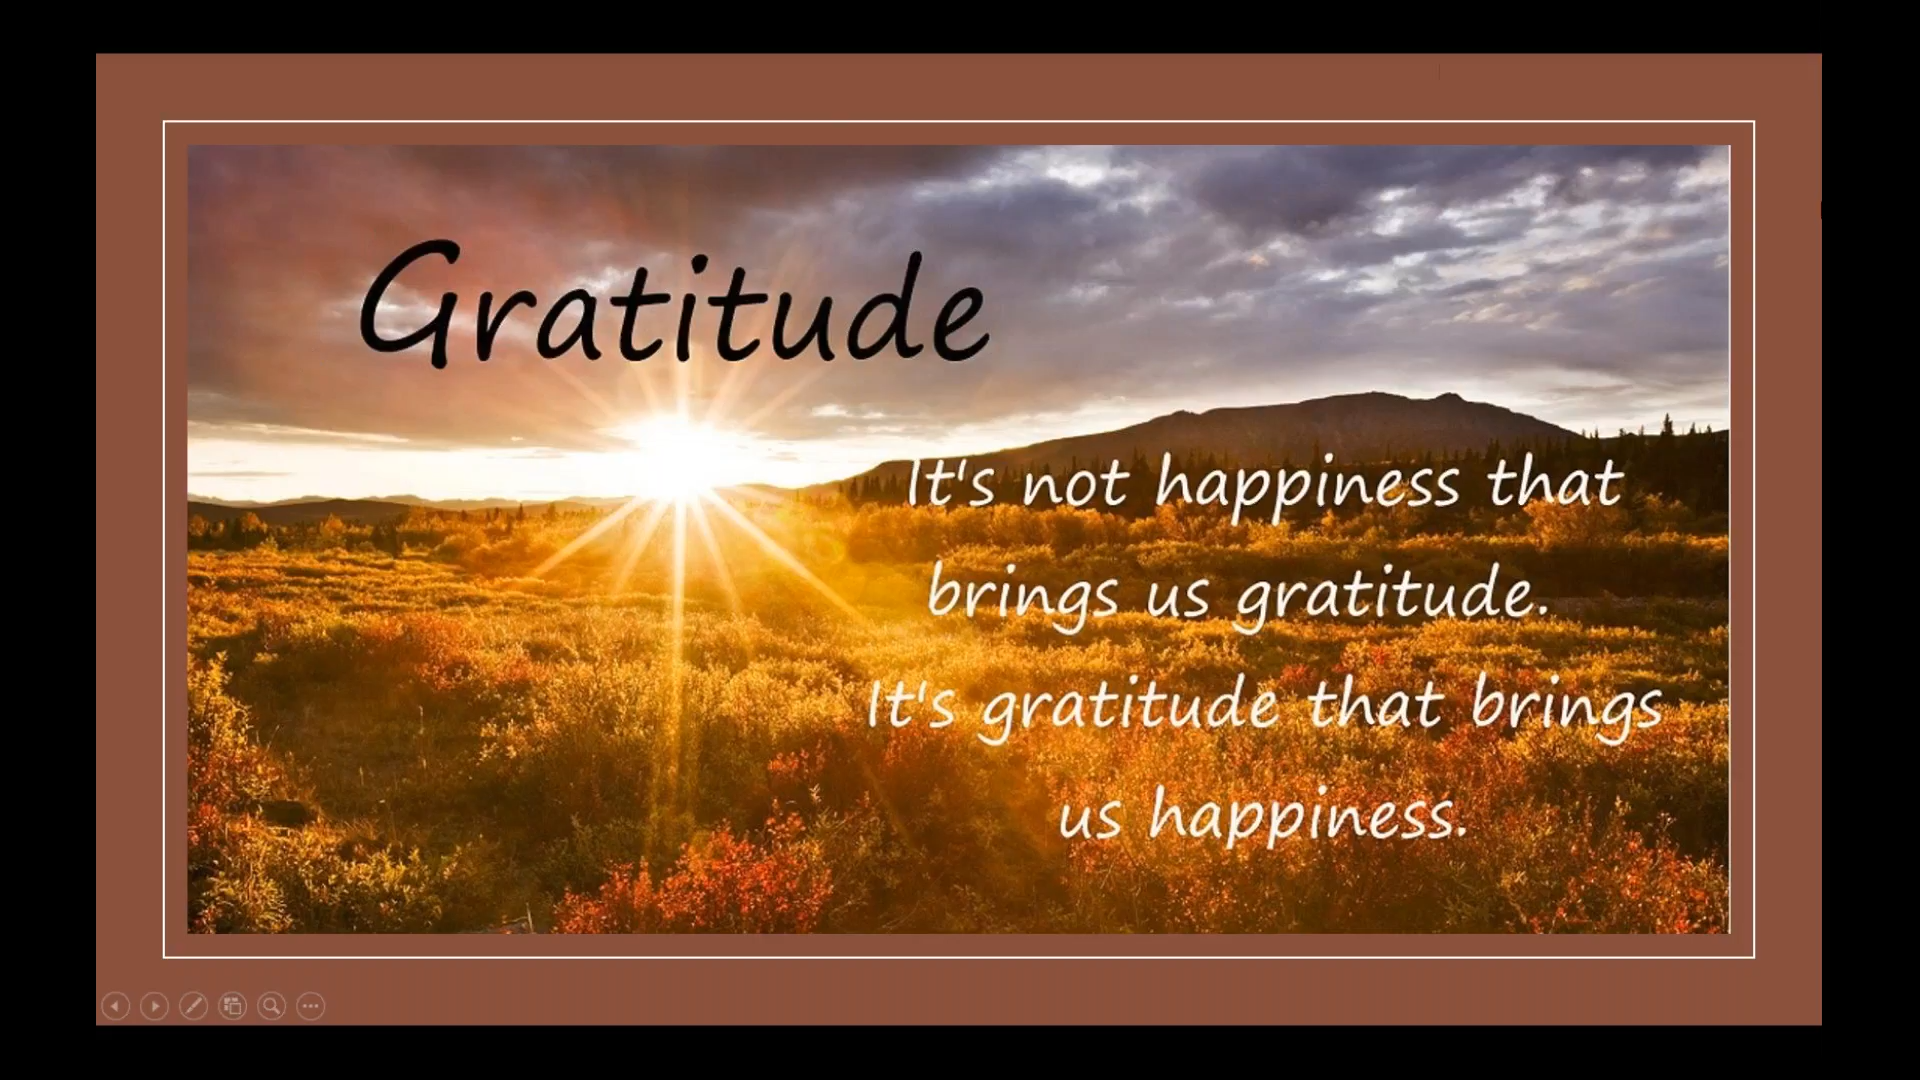 Gratitude
It's not happiness that
brings us gratitude.
It's gratitude that brings
us happiness.